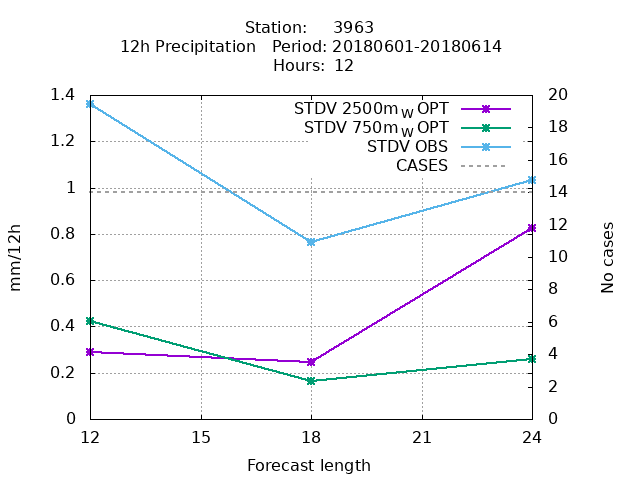 Station: 3963
12h Precipitation Period: 20180601-20180614
Hours: 12
STDV 2500m W OPT
STDV 750m W OPT
STDV OBS
CASES
mm/12h
1.4
1.2
1
0.8
0.6
0.4
0.2
0
20
18
16
14
12
10
8
6
4
2
0
No cases
12 15 18 21 24
Forecast length